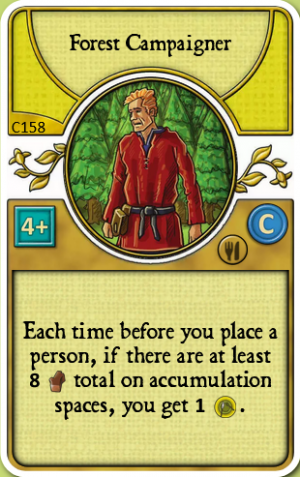 Forest Campaigner
C158
4+
C
Each time before you place a
person, if there are at least
8 total on accumulation
spaces, you get 1 .